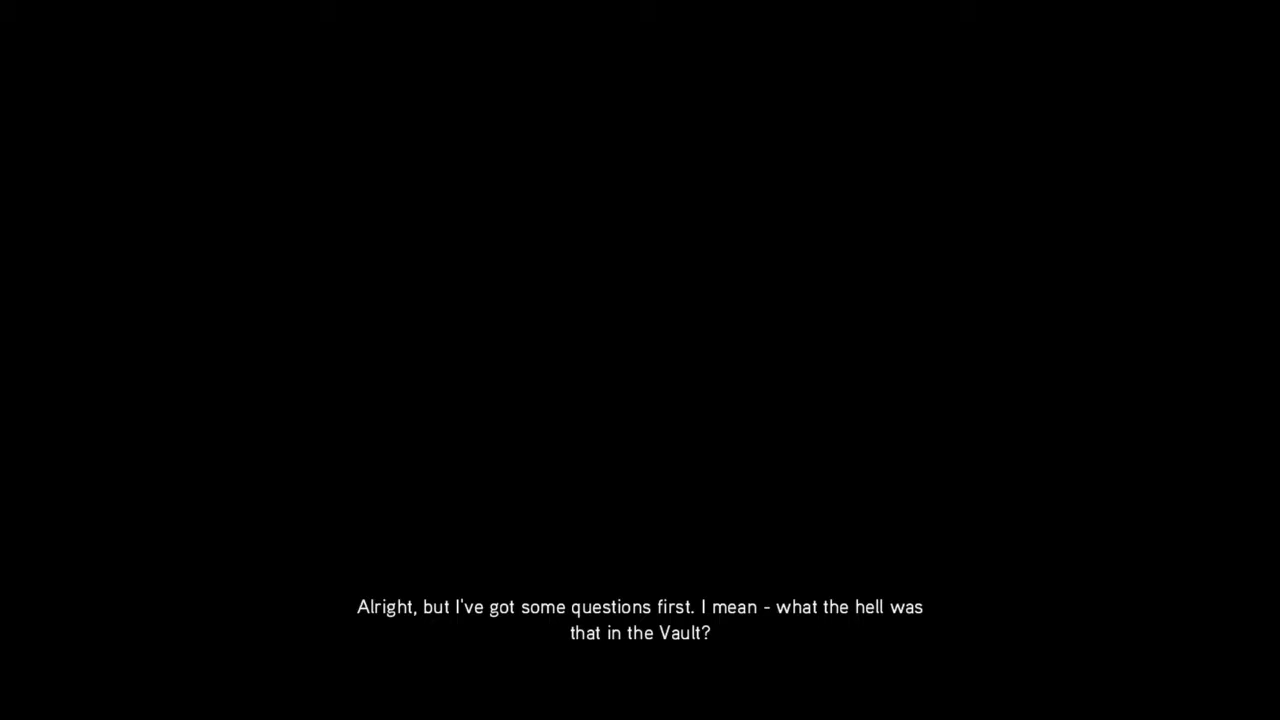 Alright, but I've got some questions first. I mean - what the hell was
that in the Vault?